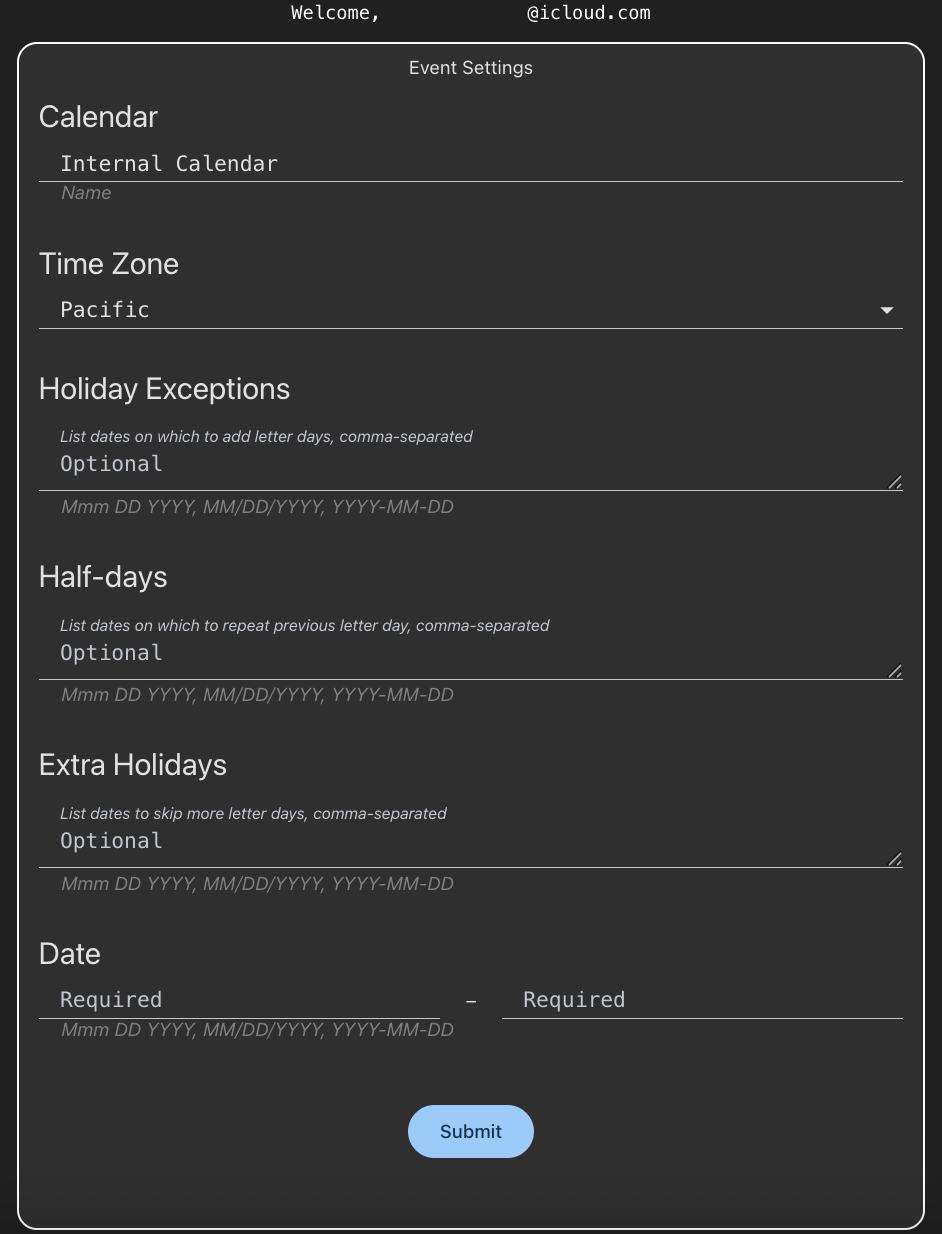 Welcome, @icloud.com
Event Settings
Calendar
Internal Calendar
Name
Time Zone
Pacific
Holiday Exceptions
List dates on which to add letter days, comma-separated
Optional
Mmm DD YYYY, MM/DD/YYYY, YYYY-MM-DD
Half-days
List dates on which to repeat previous letter day, comma-separated
Optional
Mmm DD YYYY, MM/DD/YYYY, YYYY-MM-DD
Extra Holidays
List dates to skip more letter days, comma-separated
Optional
Mmm DD YYYY, MM/DD/YYYY, YYYY-MM-DD
Date
Required – Required
Mmm DD YYYY, MM/DD/YYYY, YYYY-MM-DD
Submit